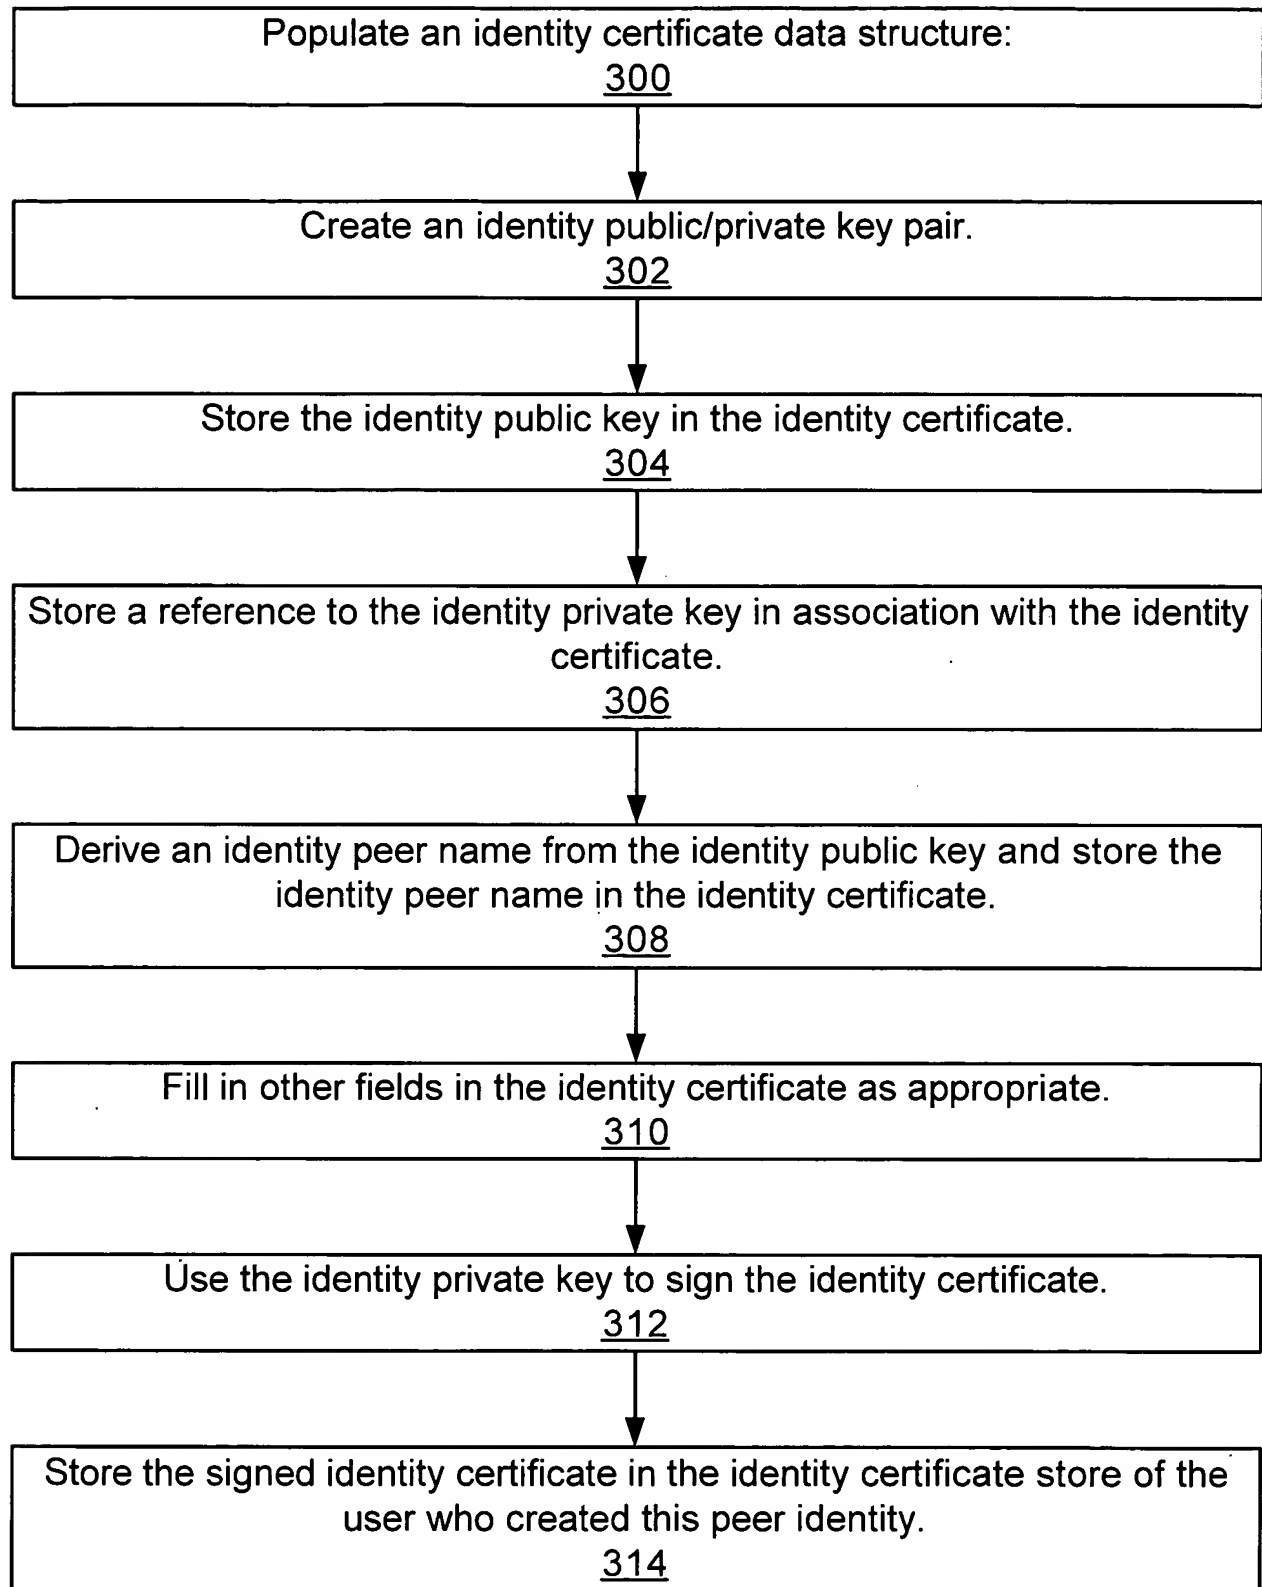 Populate an identity certificate data structure:
300
Create an identity public/private key pair.
302
Store the identity public key in the identity certificate.
304
Store a reference to the identity private key in association with the identity
certificate.
306
Derive an identity peer name from the identity public key and store the
identity peer name in the identity certificate.
308
Fill in other fields in the identity certificate as appropriate.
310
Use the identity private key to sign the identity certificate.
312
Store the signed identity certificate in the identity certificate store of the
user who created this peer identity.
314